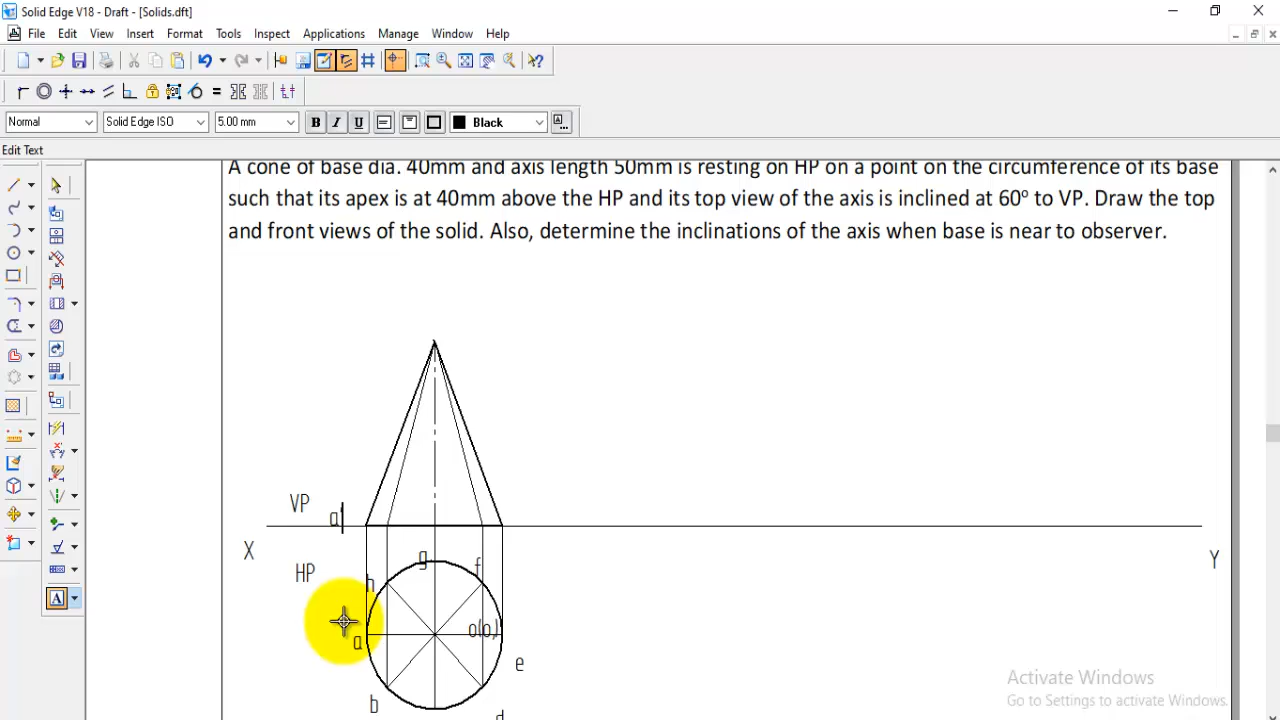 Solid Edge V18 - Draft - [Solids.dft]
File Edit View Insert Format Tools Inspect Applications Manage Window Help
Normal Solid Edge ISO 5.00 mm B I U Black A...
Edit Text
A cone of base dia. 40mm and axis length 50mm is resting on HP on a point on the circumference of its base
such that its apex is at 40mm above the HP and its top view of the axis is inclined at 60º to VP. Draw the top
and front views of the solid. Also, determine the inclinations of the axis when base is near to observer.
VP
a'
X
Y
HP
g
f
h
o(o,)
a
e
b
d
A
Activate Windows
Go to Settings to activate Windows.